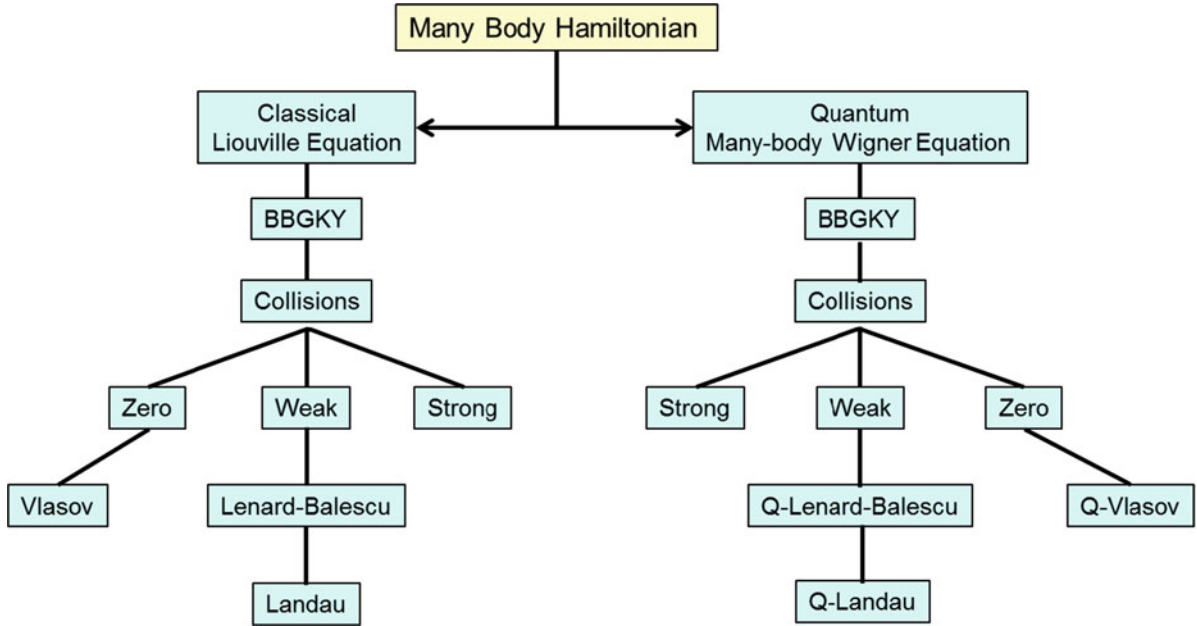 Many Body Hamiltonian
Classical
Liouville Equation
Quantum
Many-body Wigner Equation
BBGKY
BBGKY
Collisions
Collisions
Zero
Weak
Strong
Strong
Weak
Zero
Vlasov
Lenard-Balescu
Q-Lenard-Balescu
Q-Vlasov
Landau
Q-Landau